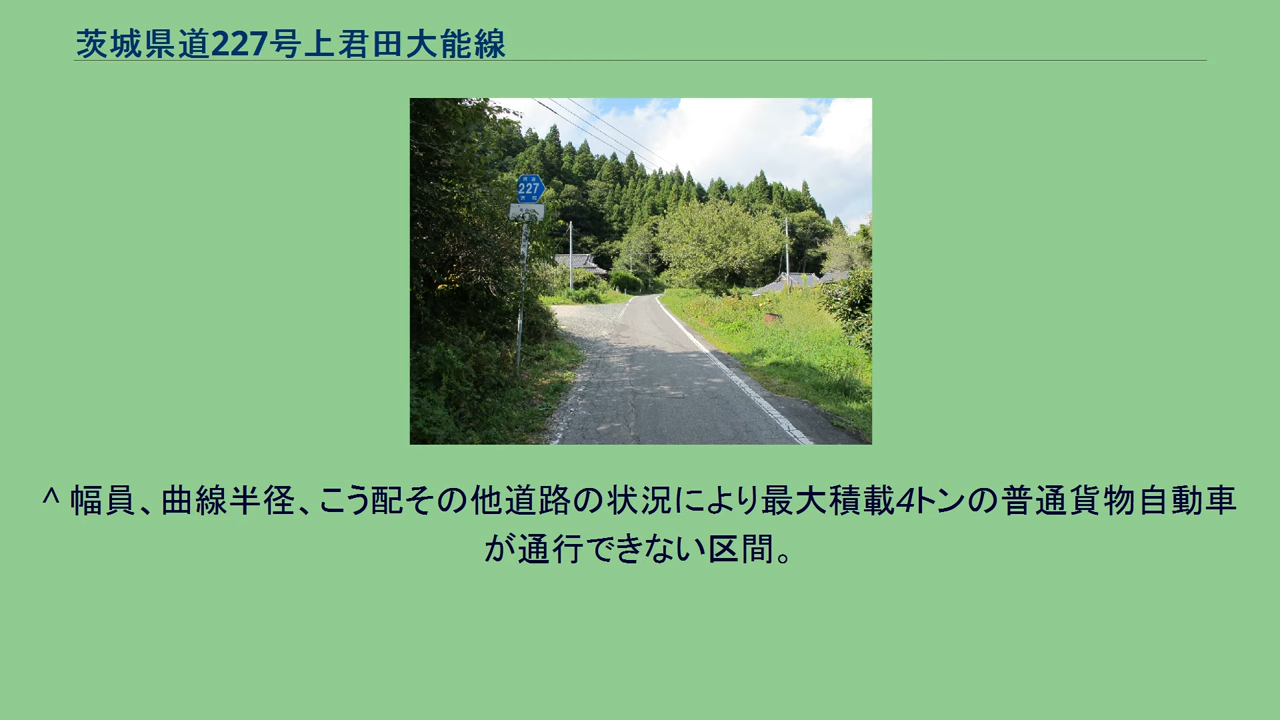 茨城県道227号上君田大能線
227
^ 幅員、曲線半径、こう配その他道路の状況により最大積載4トンの普通貨物自動車
が通行できない区間。